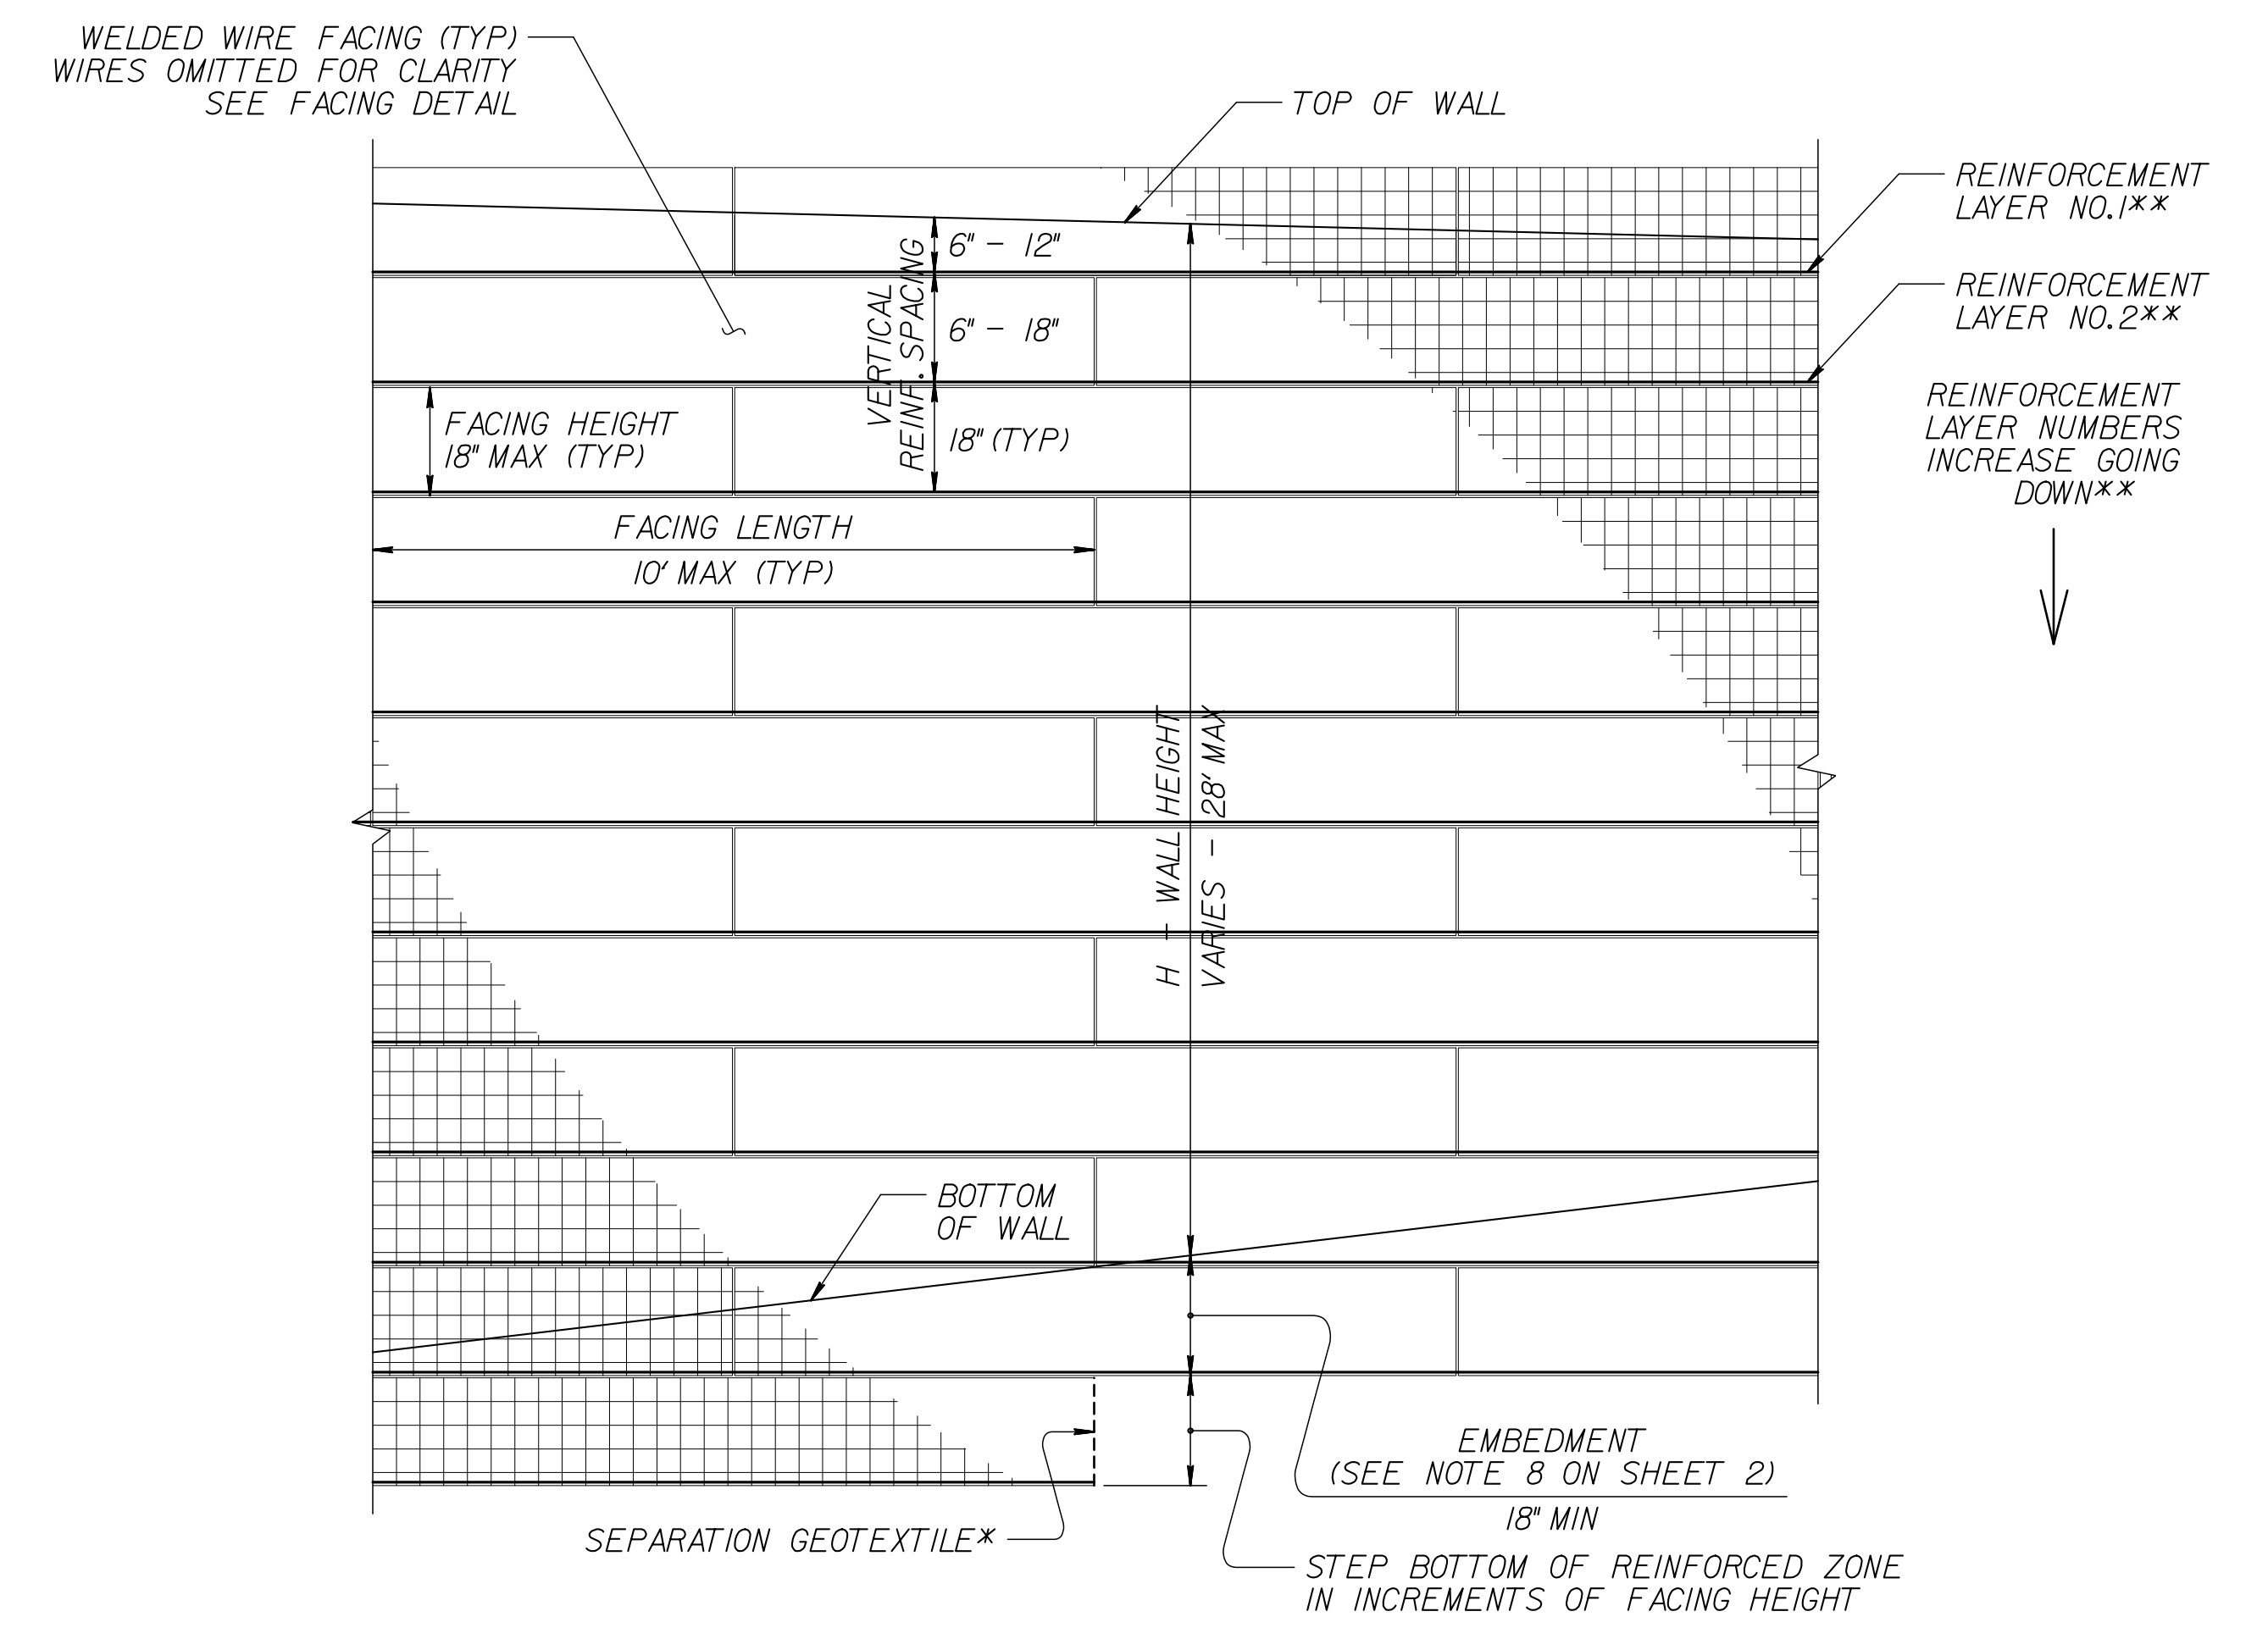 WELDED WIRE FACING (TYP)
WIRES OMITTED FOR CLARITY
SEE FACING DETAIL
TOP OF WALL
REINFORCEMENT
LAYER NO.1**
REINFORCEMENT
LAYER NO.2**
REINFORCEMENT
LAYER NUMBERS
INCREASE GOING
DOWN**
VERTICAL
REINF. SPACING
6" - 12"
6" - 18"
18" (TYP)
FACING HEIGHT
18" MAX (TYP)
FACING LENGTH
10' MAX (TYP)
H - WALL HEIGHT
VARIES - 28' MAX
BOTTOM
OF WALL
EMBEDMENT
(SEE NOTE 8 ON SHEET 2)
18" MIN
SEPARATION GEOTEXTILE*
STEP BOTTOM OF REINFORCED ZONE
IN INCREMENTS OF FACING HEIGHT